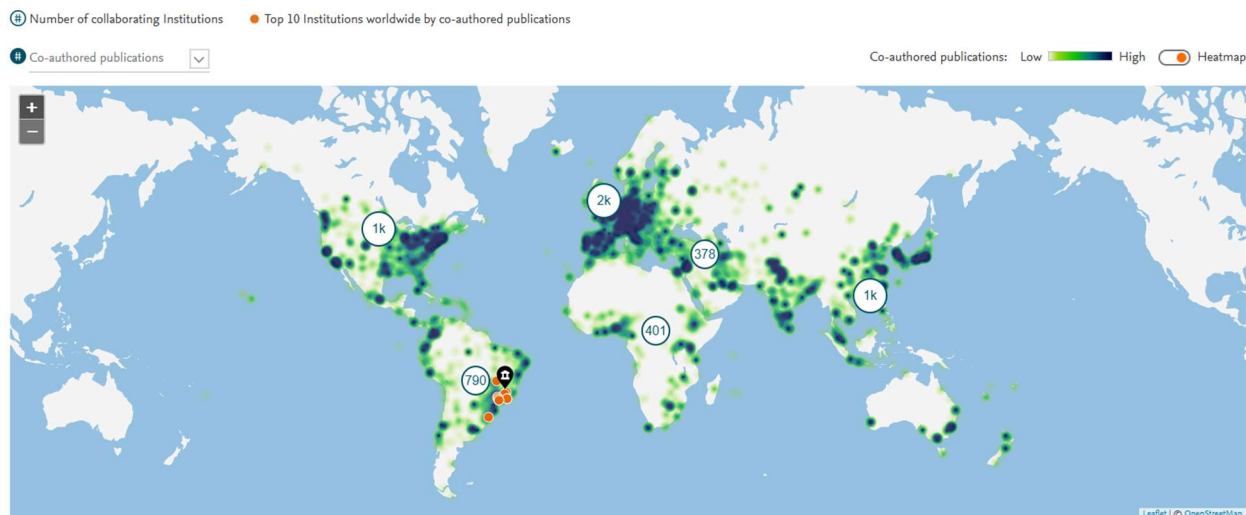 # Number of collaborating Institutions Top 10 Institutions worldwide by co-authored publications
# Co-authored publications Co-authored publications: Low High Heatmap
+
−
2k
1k
378
1k
401
790
Leaflet | © OpenStreetMap